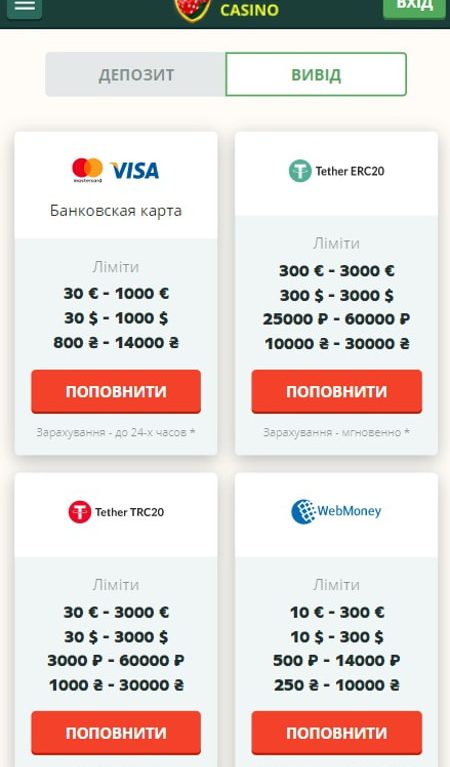 CASINO
ВХІД
ДЕПОЗИТ
ВИВІД
mastercard VISA
Банковская карта
Ліміти
30 € - 1000 €
30 $ - 1000 $
800 ₴ - 14000 ₴
ПОПОВНИТИ
Зарахування - до 24-х часов *
Tether ERC20
Ліміти
300 € - 3000 €
300 $ - 3000 $
25000 ₽ - 60000 ₽
10000 ₴ - 30000 ₴
ПОПОВНИТИ
Зарахування - мгновенно *
Tether TRC20
Ліміти
30 € - 3000 €
30 $ - 3000 $
3000 ₽ - 60000 ₽
1000 ₴ - 30000 ₴
ПОПОВНИТИ
WebMoney
Ліміти
10 € - 300 €
10 $ - 300 $
500 ₽ - 14000 ₽
250 ₴ - 10000 ₴
ПОПОВНИТИ